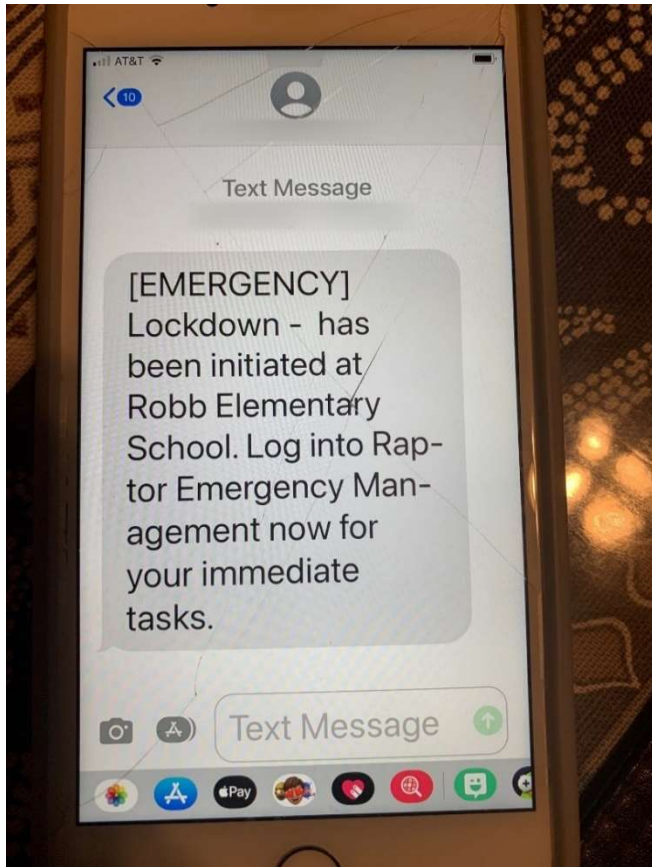 AT&T
10
Text Message
[EMERGENCY]
Lockdown - has
been initiated at
Robb Elementary
School. Log into Rap-
tor Emergency Man-
agement now for
your immediate
tasks.
Text Message
Pay